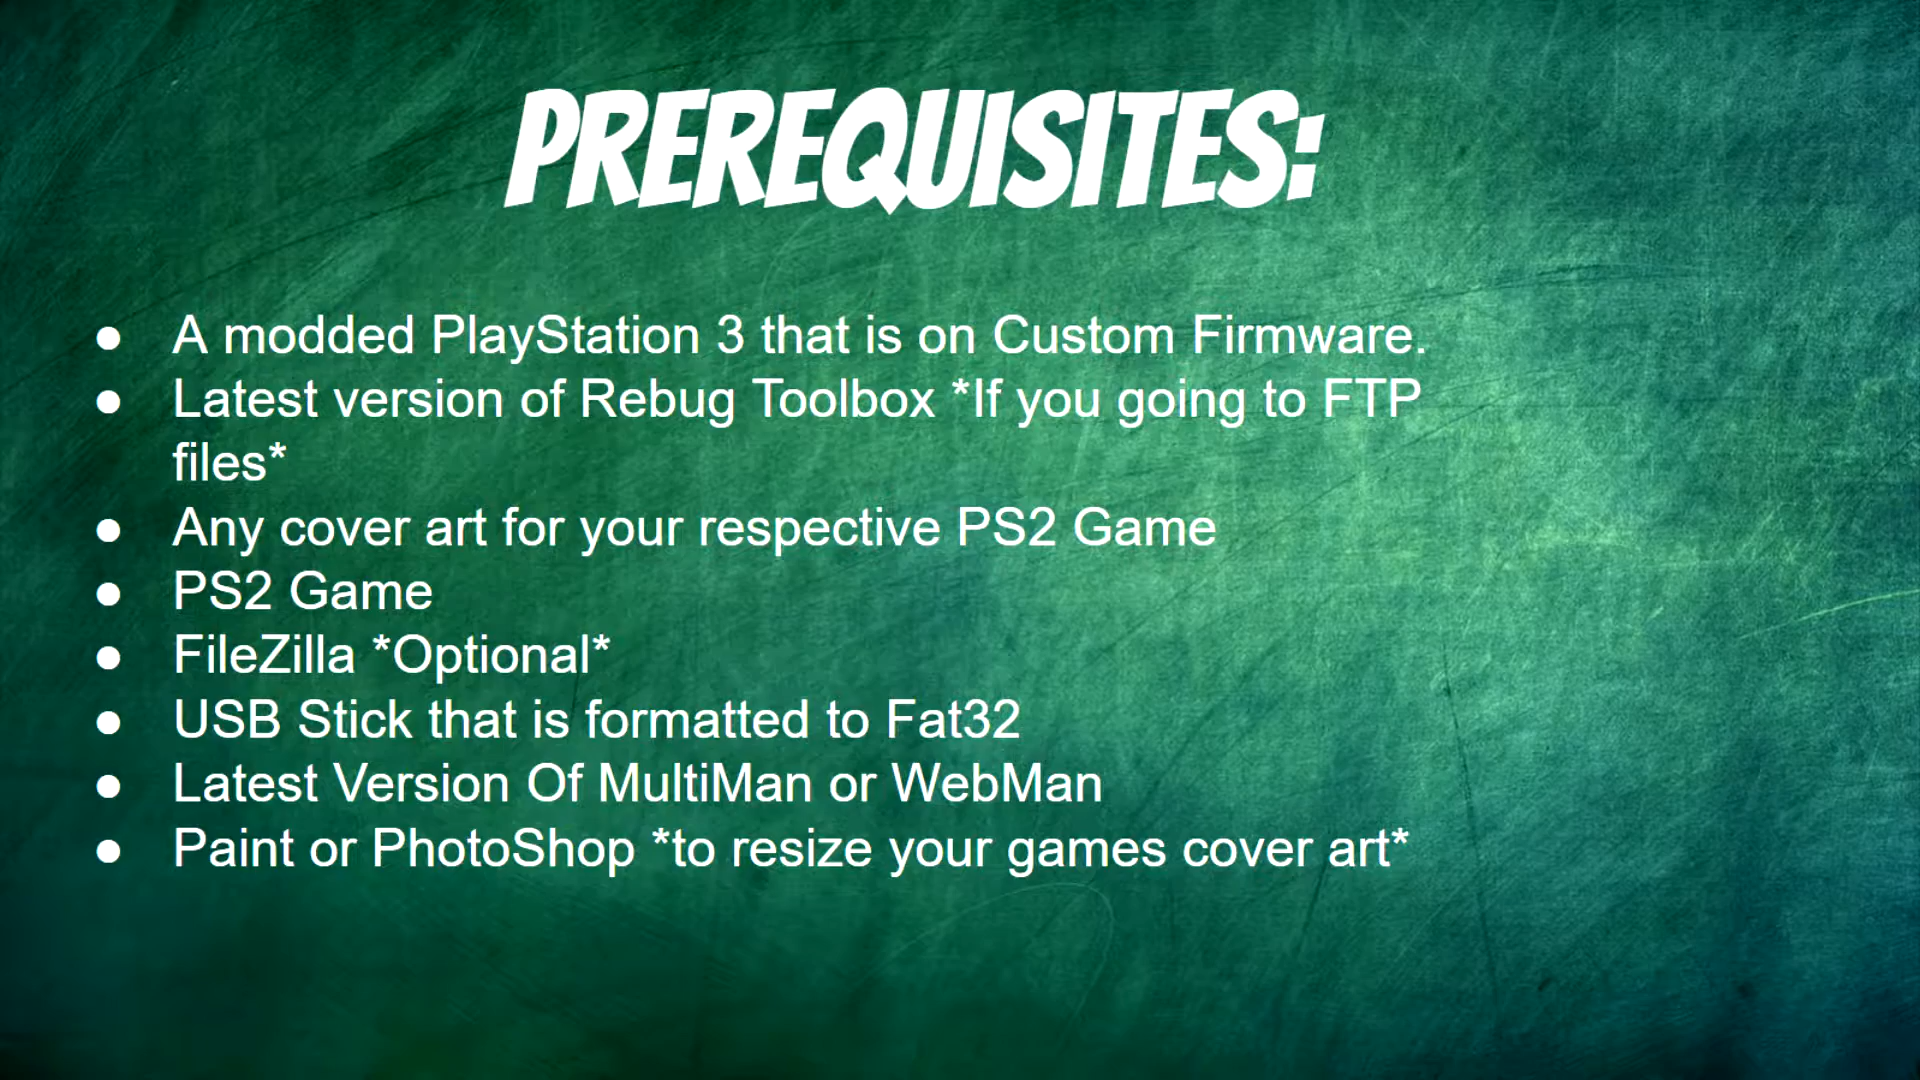 PREREQUISITES:
● A modded PlayStation 3 that is on Custom Firmware.
● Latest version of Rebug Toolbox *If you going to FTP
files*
● Any cover art for your respective PS2 Game
● PS2 Game
● FileZilla *Optional*
● USB Stick that is formatted to Fat32
● Latest Version Of MultiMan or WebMan
● Paint or PhotoShop *to resize your games cover art*